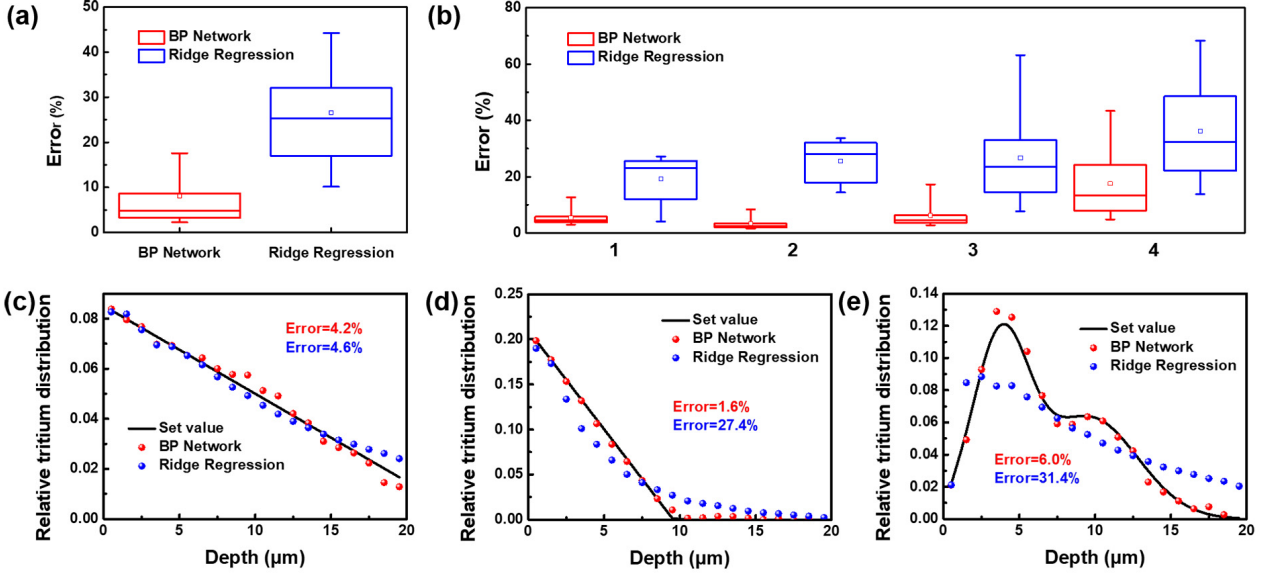 (a)
50
40
30
20
10
0
Error (%)
BP Network
Ridge Regression
BP Network
Ridge Regression
(b)
80
60
40
20
0
Error (%)
BP Network
Ridge Regression
1
2
3
4
(c)
0.08
0.06
0.04
0.02
0.00
Relative tritium distribution
Error=4.2%
Error=4.6%
Set value
BP Network
Ridge Regression
0
5
10
15
20
Depth (μm)
(d)
0.25
0.20
0.15
0.10
0.05
0.00
Relative tritium distribution
Set value
BP Network
Ridge Regression
Error=1.6%
Error=27.4%
0
5
10
15
20
Depth (μm)
(e)
0.14
0.12
0.10
0.08
0.06
0.04
0.02
0.00
Relative tritium distribution
Set value
BP Network
Ridge Regression
Error=6.0%
Error=31.4%
0
5
10
15
20
Depth (μm)